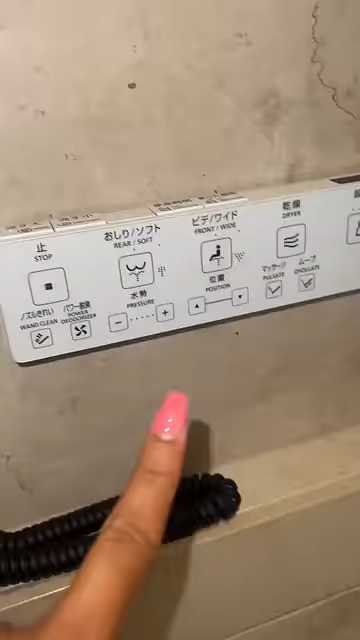 止
STOP
おしり/ソフト
REAR / SOFT
ビデ/ワイド
FRONT / WIDE
乾燥
DRYER
ノズルきれい
WAND CLEAN
パワー脱臭
POWER
DEODORIZER
水勢
PRESSURE
位置
POSITION
マッサージ
PULSATE
ムーブ
OSCILLATE